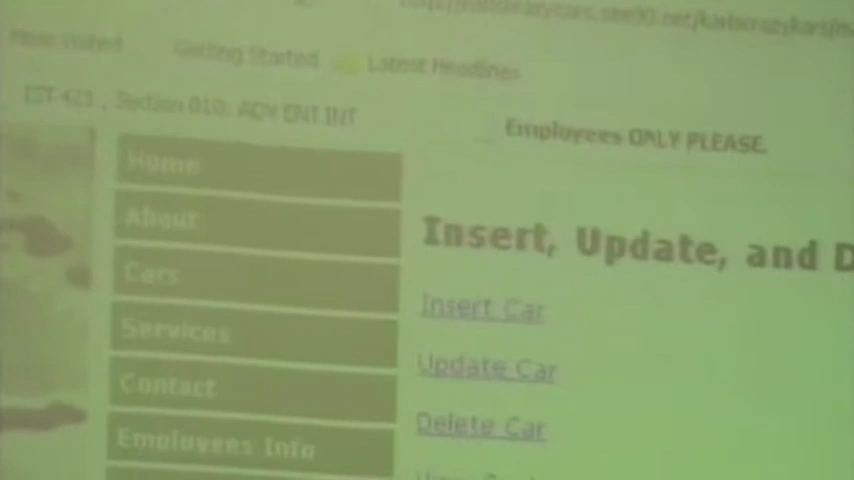 Most Visited Getting Started Latest Headlines
IST 421 , Section 010: ADV ENT INT
Employees ONLY PLEASE.
Home
About
Cars
Services
Contact
Employees Info
Insert, Update, and D
Insert Car
Update Car
Delete Car